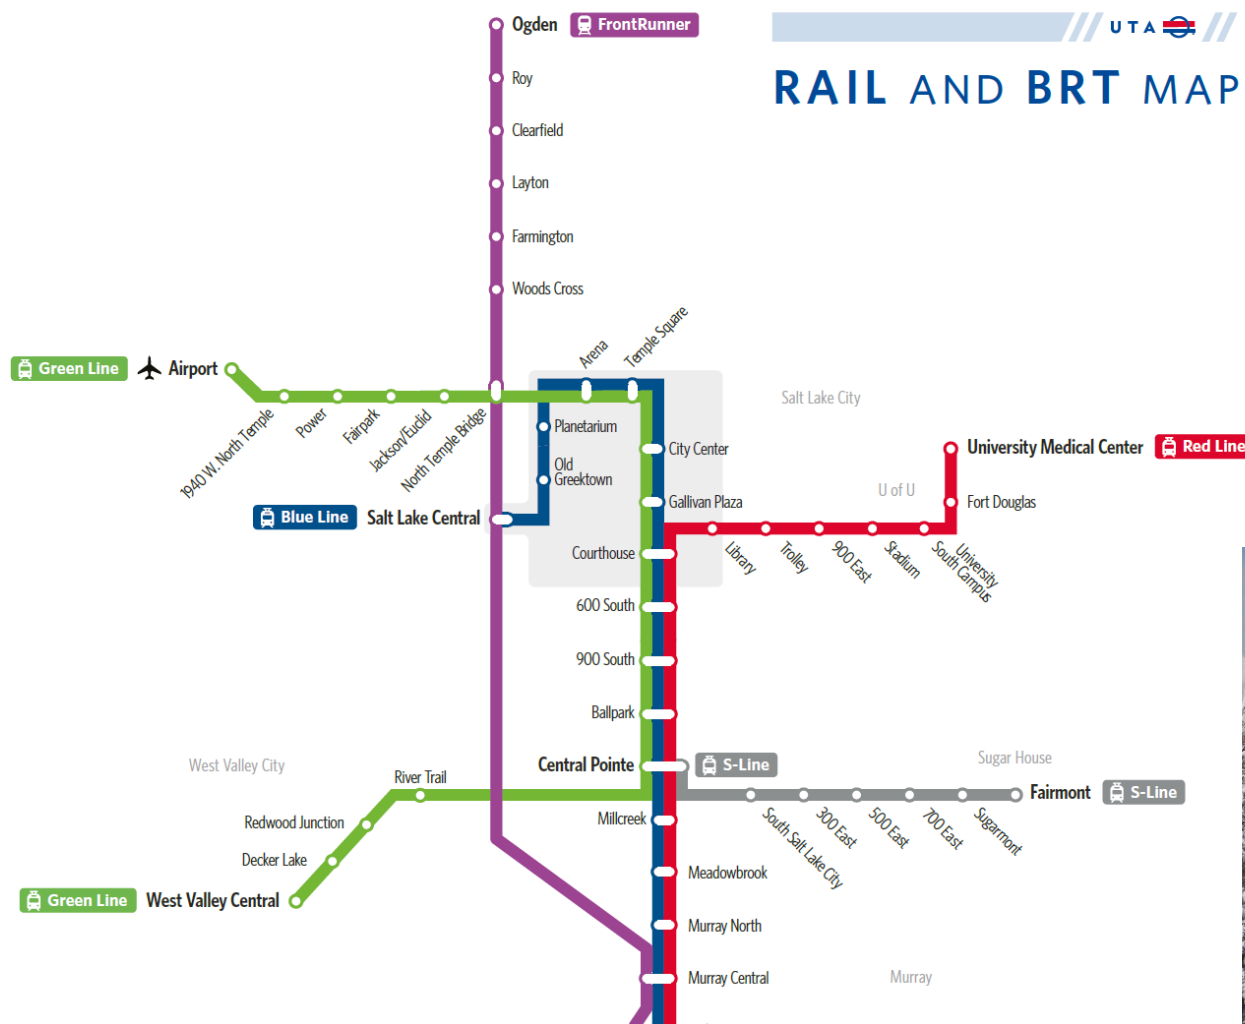 Ogden
FrontRunner
UTA
RAIL AND BRT MAP
Roy
Clearfield
Layton
Farmington
Woods Cross
Arena
Temple Square
Green Line
Airport
Salt Lake City
1940 W. North Temple
Power
Fairpark
Jackson/Euclid
North Temple Bridge
Planetarium
City Center
University Medical Center
Red Line
Old
Greektown
U of U
Gallivan Plaza
Fort Douglas
Blue Line
Salt Lake Central
Courthouse
Library
Trolley
900 East
Stadium
University
South Campus
600 South
900 South
Ballpark
West Valley City
Central Pointe
S-Line
Sugar House
River Trail
Fairmont
S-Line
Redwood Junction
Millcreek
South Salt Lake City
300 East
500 East
700 East
Sugarmont
Decker Lake
Meadowbrook
Green Line
West Valley Central
Murray North
Murray Central
Murray